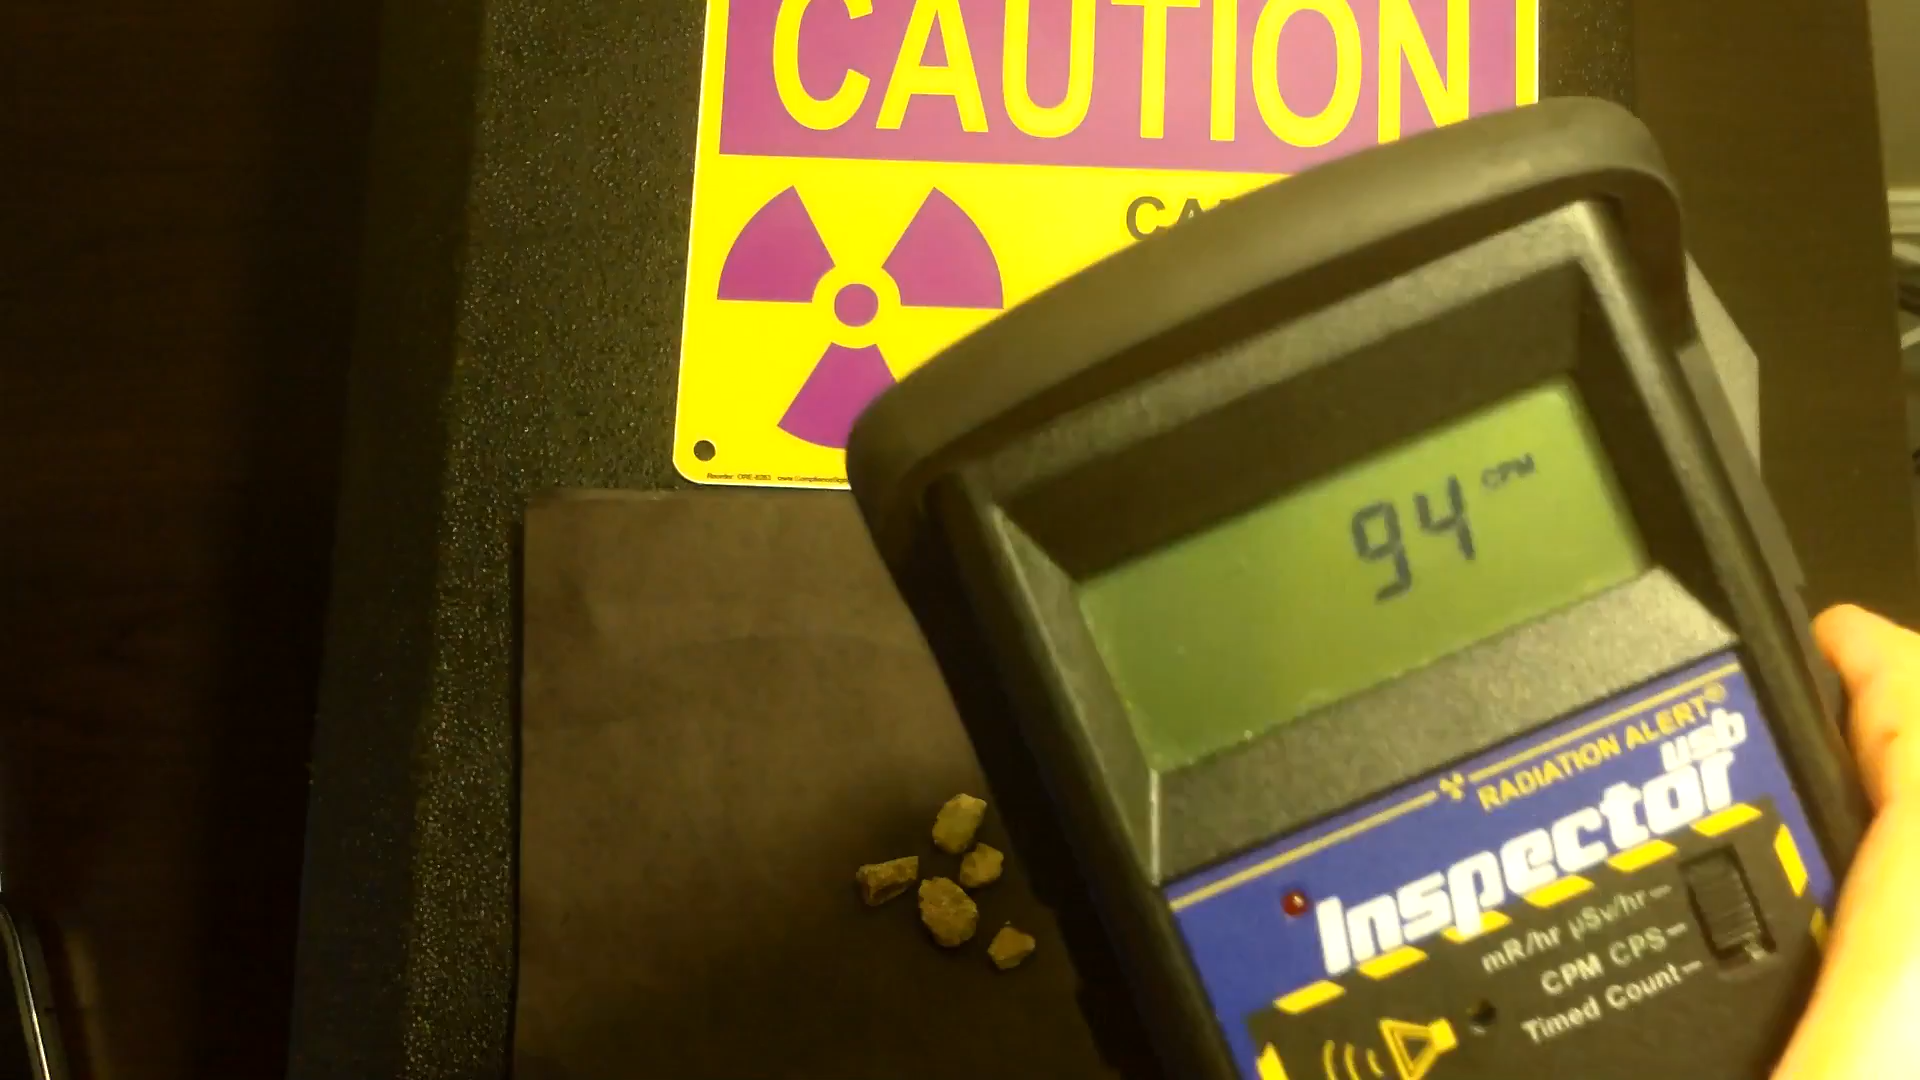 CAUTION
CA
94 CPM
RADIATION ALERT®
Inspector usb
mR/hr µSv/hr
CPM CPS
Timed Count